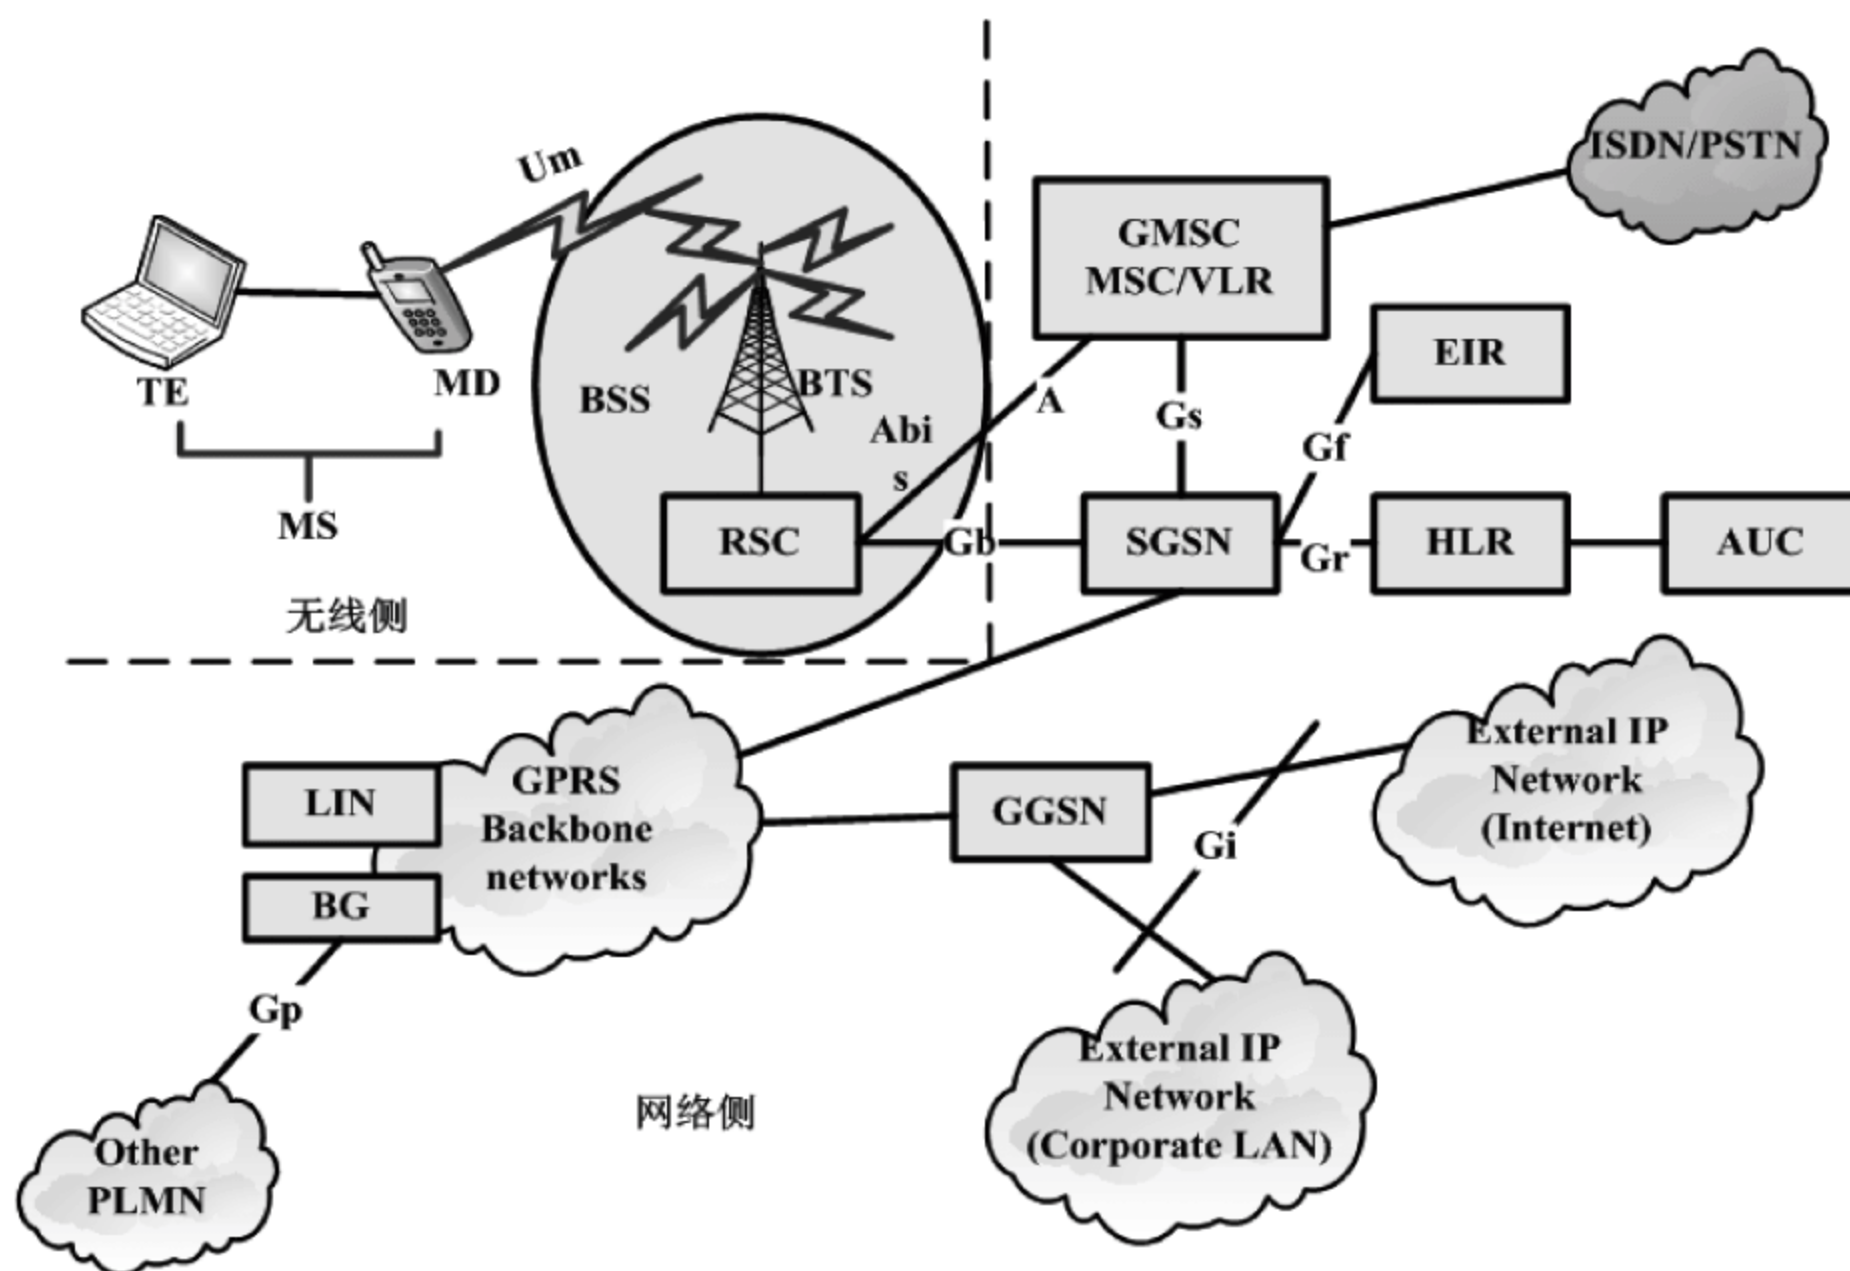 Um
ISDN/PSTN
GMSC
MSC/VLR
EIR
TE
MD
BSS
BTS
A
Gs
Abi
s
Gf
MS
RSC
Gb
SGSN
Gr
HLR
AUC
无线侧
LIN
GPRS
Backbone
networks
BG
GGSN
Gi
External IP
Network
(Internet)
Gp
External IP
Network
(Corporate LAN)
网络侧
Other
PLMN